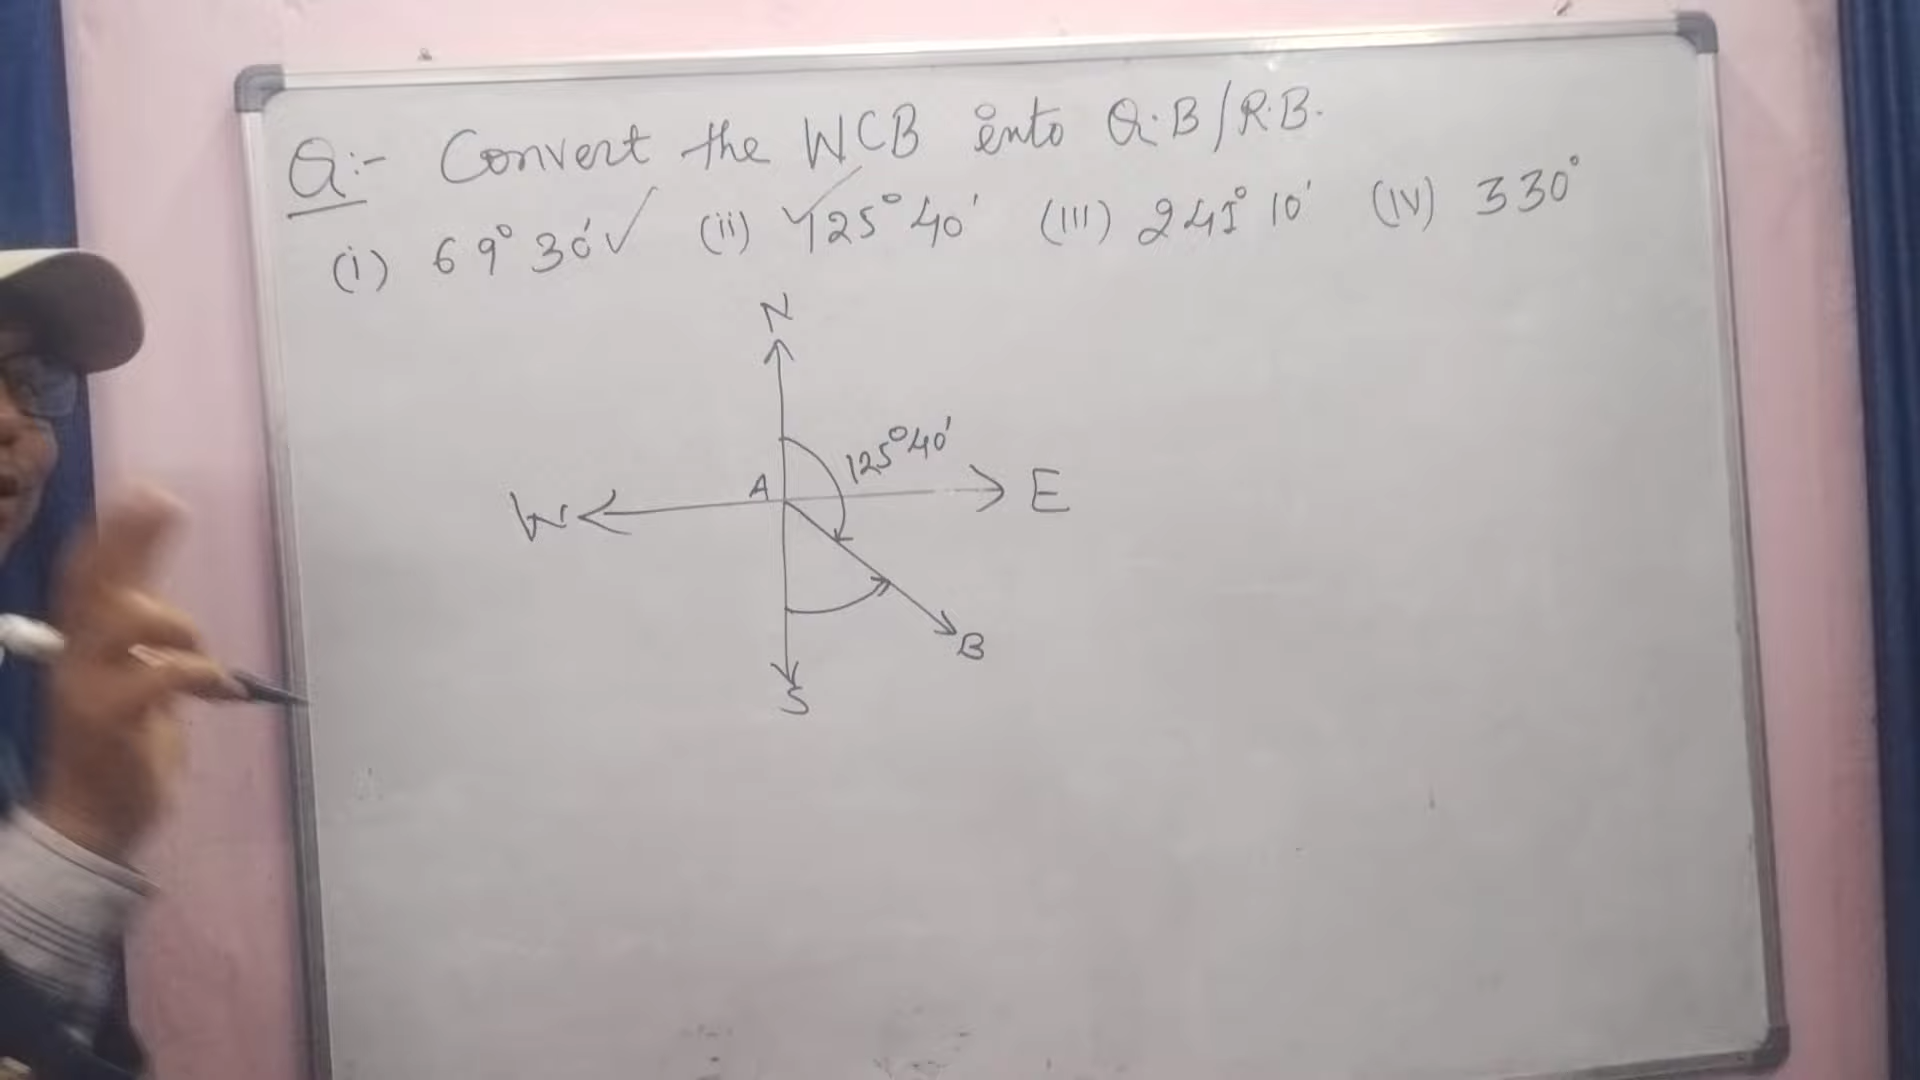 Q:- Convert the WCB into Q.B/R.B.
(i) 69° 30' ✓ (ii) 125° 40' (III) 241° 10' (IV) 330°
N
125°40'
A
W E
B
S